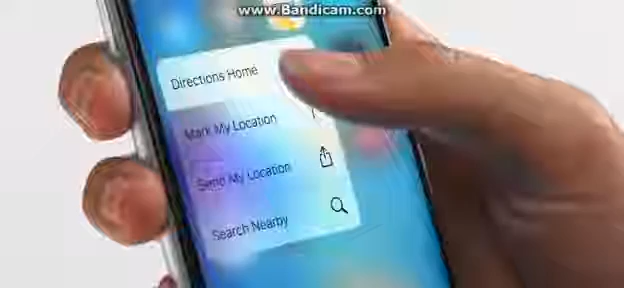 www.Bandicam.com
Directions Home
Mark My Location
Send My Location
Search Nearby